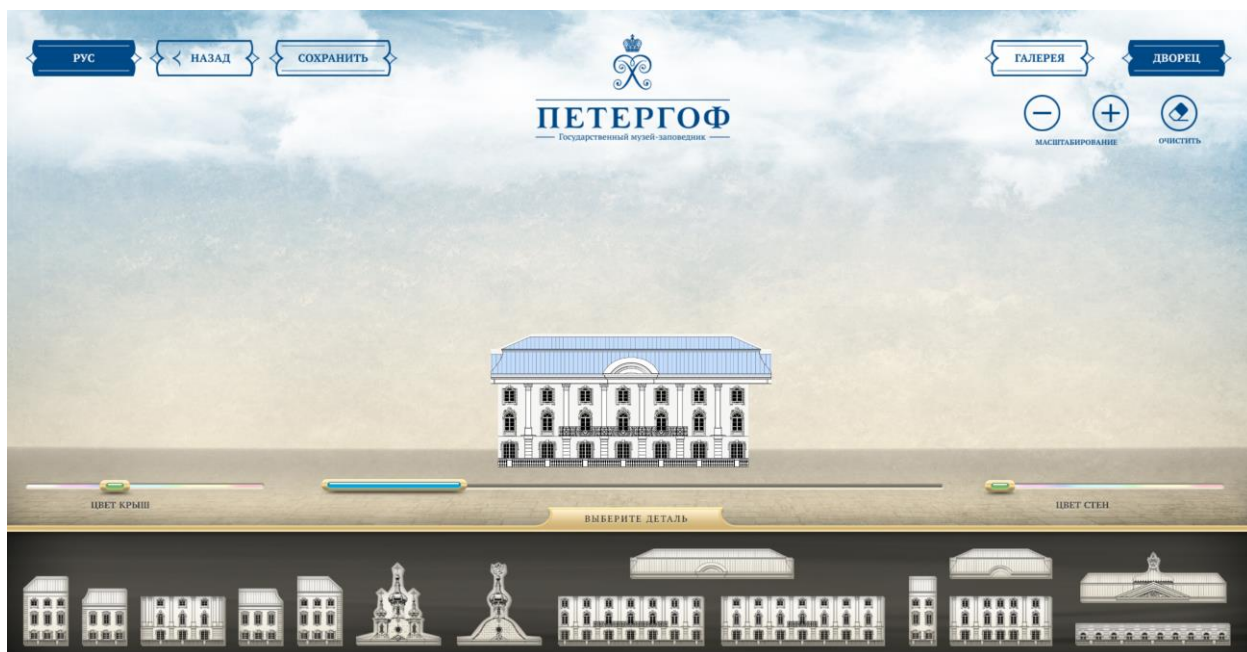 РУС
НАЗАД
СОХРАНИТЬ
ПЕТЕРГОФ
Государственный музей-заповедник
ГАЛЕРЕЯ
ДВОРЕЦ
МАСШТАБИРОВАНИЕ
ОЧИСТИТЬ
ЦВЕТ КРЫШ
ЦВЕТ СТЕН
ВЫБЕРИТЕ ДЕТАЛЬ